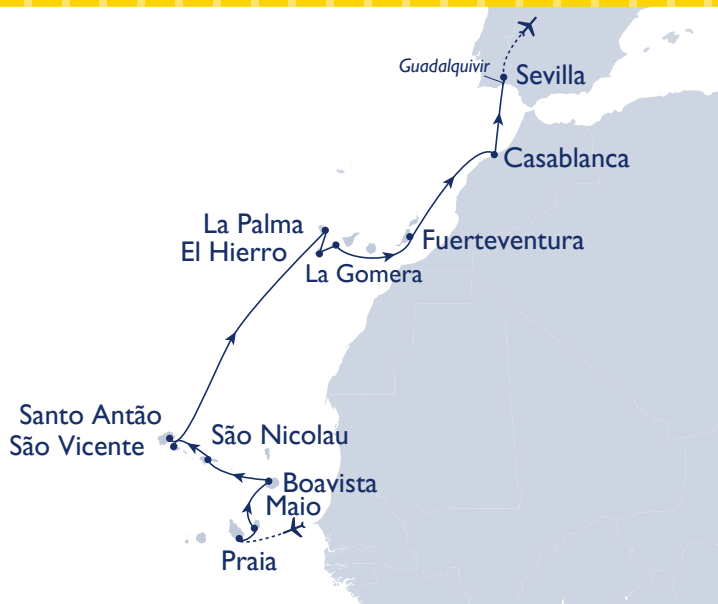 Guadalquivir
Sevilla
Casablanca
La Palma
El Hierro
Fuerteventura
La Gomera
Santo Antão
São Vicente
São Nicolau
Boavista
Maio
Praia